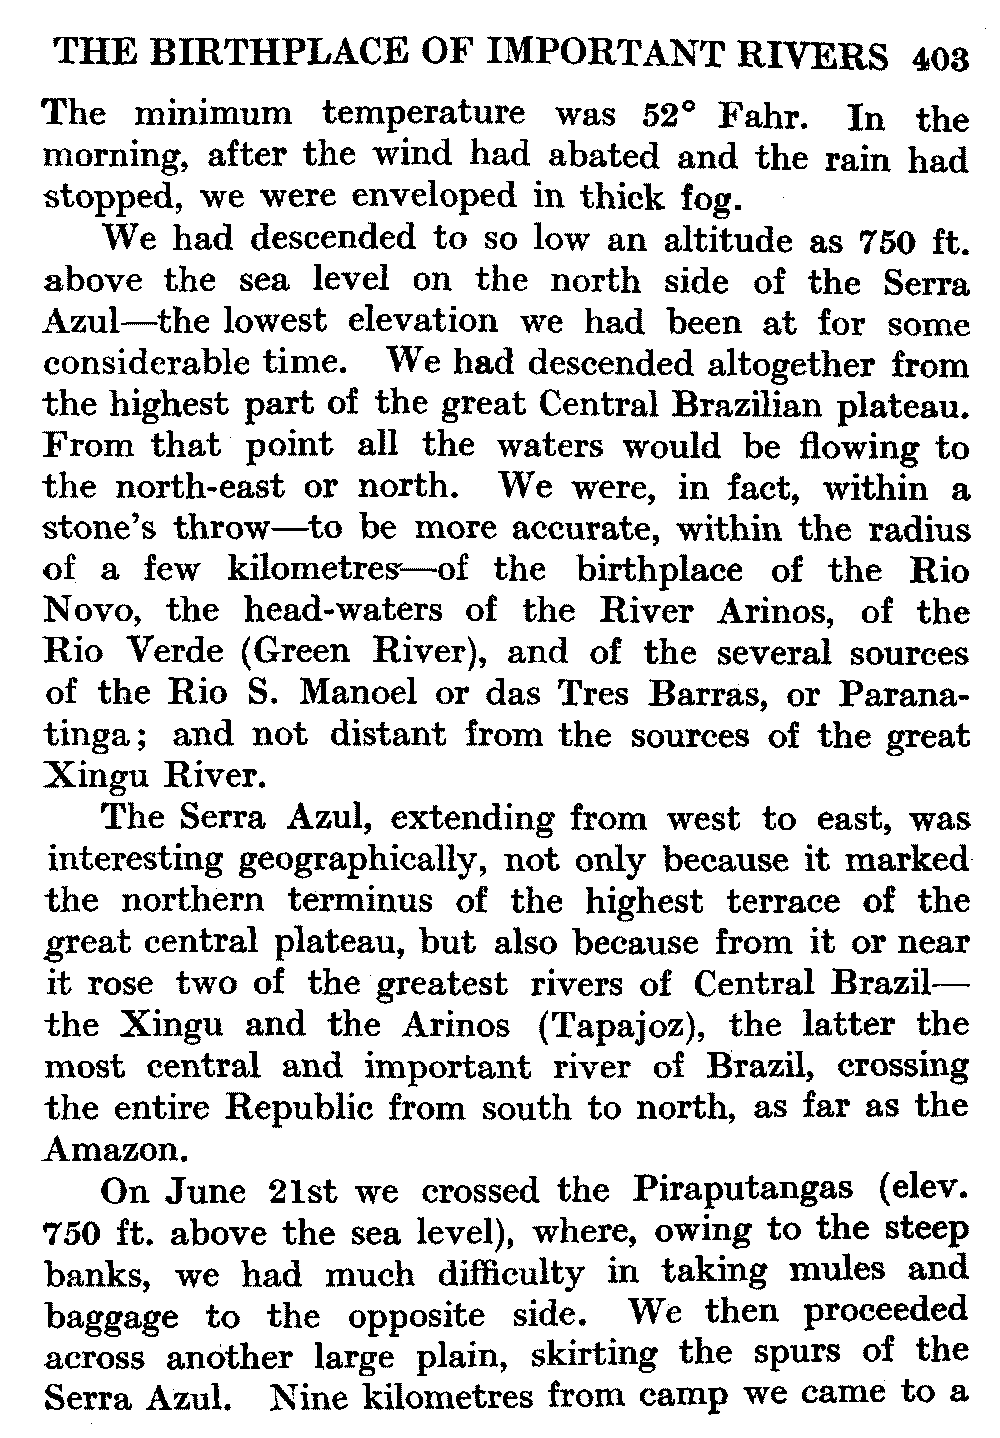 THE BIRTHPLACE OF IMPORTANT RIVERS 403
The minimum temperature was 52° Fahr. In the
morning, after the wind had abated and the rain had
stopped, we were enveloped in thick fog.
We had descended to so low an altitude as 750 ft.
above the sea level on the north side of the Serra
Azul—the lowest elevation we had been at for some
considerable time. We had descended altogether from
the highest part of the great Central Brazilian plateau.
From that point all the waters would be flowing to
the north-east or north. We were, in fact, within a
stone's throw—to be more accurate, within the radius
of a few kilometres—of the birthplace of the Rio
Novo, the head-waters of the River Arinos, of the
Rio Verde (Green River), and of the several sources
of the Rio S. Manoel or das Tres Barras, or Parana-
tinga; and not distant from the sources of the great
Xingu River.
The Serra Azul, extending from west to east, was
interesting geographically, not only because it marked
the northern terminus of the highest terrace of the
great central plateau, but also because from it or near
it rose two of the greatest rivers of Central Brazil—
the Xingu and the Arinos (Tapajoz), the latter the
most central and important river of Brazil, crossing
the entire Republic from south to north, as far as the
Amazon.
On June 21st we crossed the Piraputangas (elev.
750 ft. above the sea level), where, owing to the steep
banks, we had much difficulty in taking mules and
baggage to the opposite side. We then proceeded
across another large plain, skirting the spurs of the
Serra Azul. Nine kilometres from camp we came to a